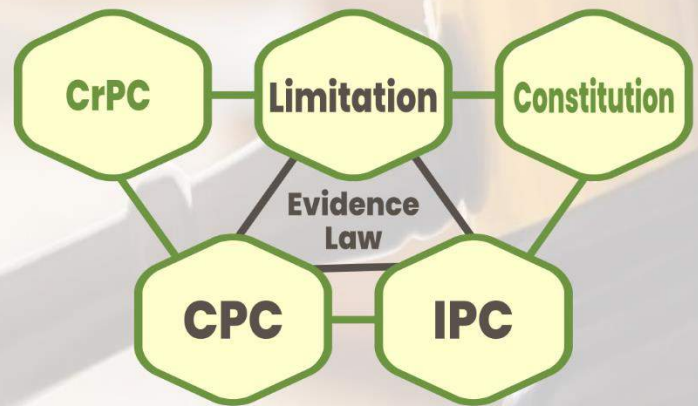 CrPC
Limitation
Constitution
Evidence
Law
CPC
IPC